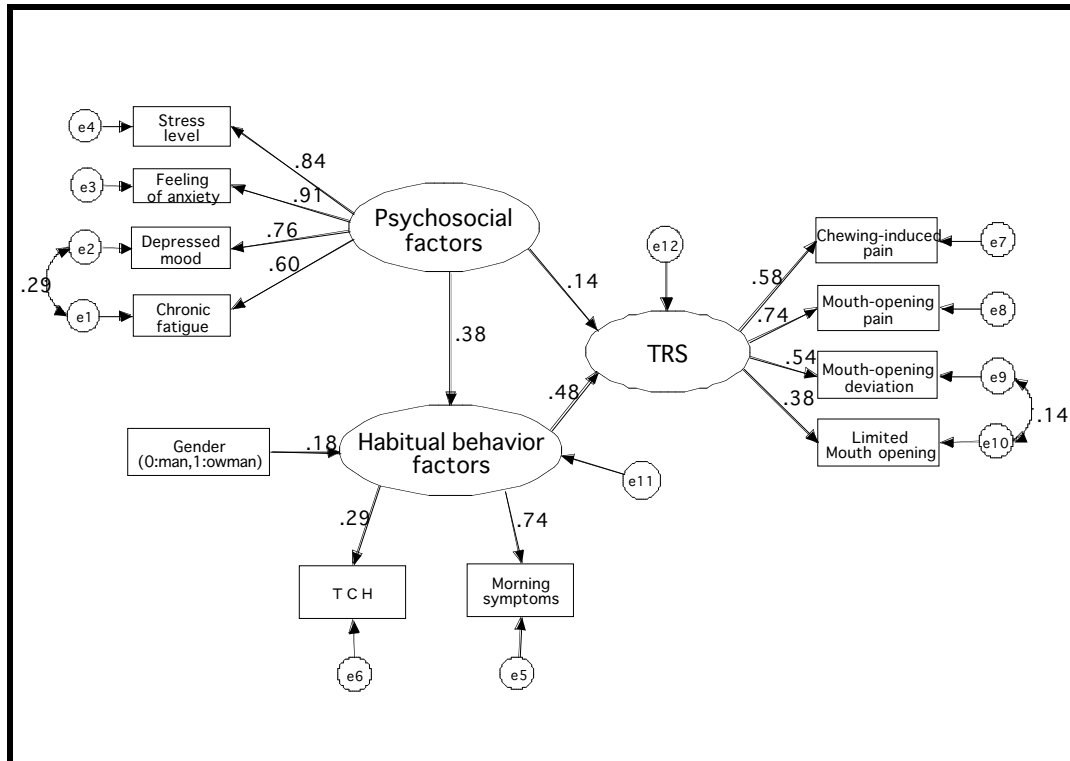 e4
Stress
level
.84
e3
Feeling
of anxiety
.91
e2
Depressed
mood
.76
.29
e1
Chronic
fatigue
.60
Psychosocial
factors
.14
.38
e12
TRS
.48
.58
Chewing-induced
pain
e7
.74
Mouth-opening
pain
e8
.54
Mouth-opening
deviation
e9
.38
Limited
Mouth opening
e10
.14
Gender
(0:man,1:owman)
.18
Habitual behavior
factors
e11
.29
.74
T C H
Morning
symptoms
e6
e5